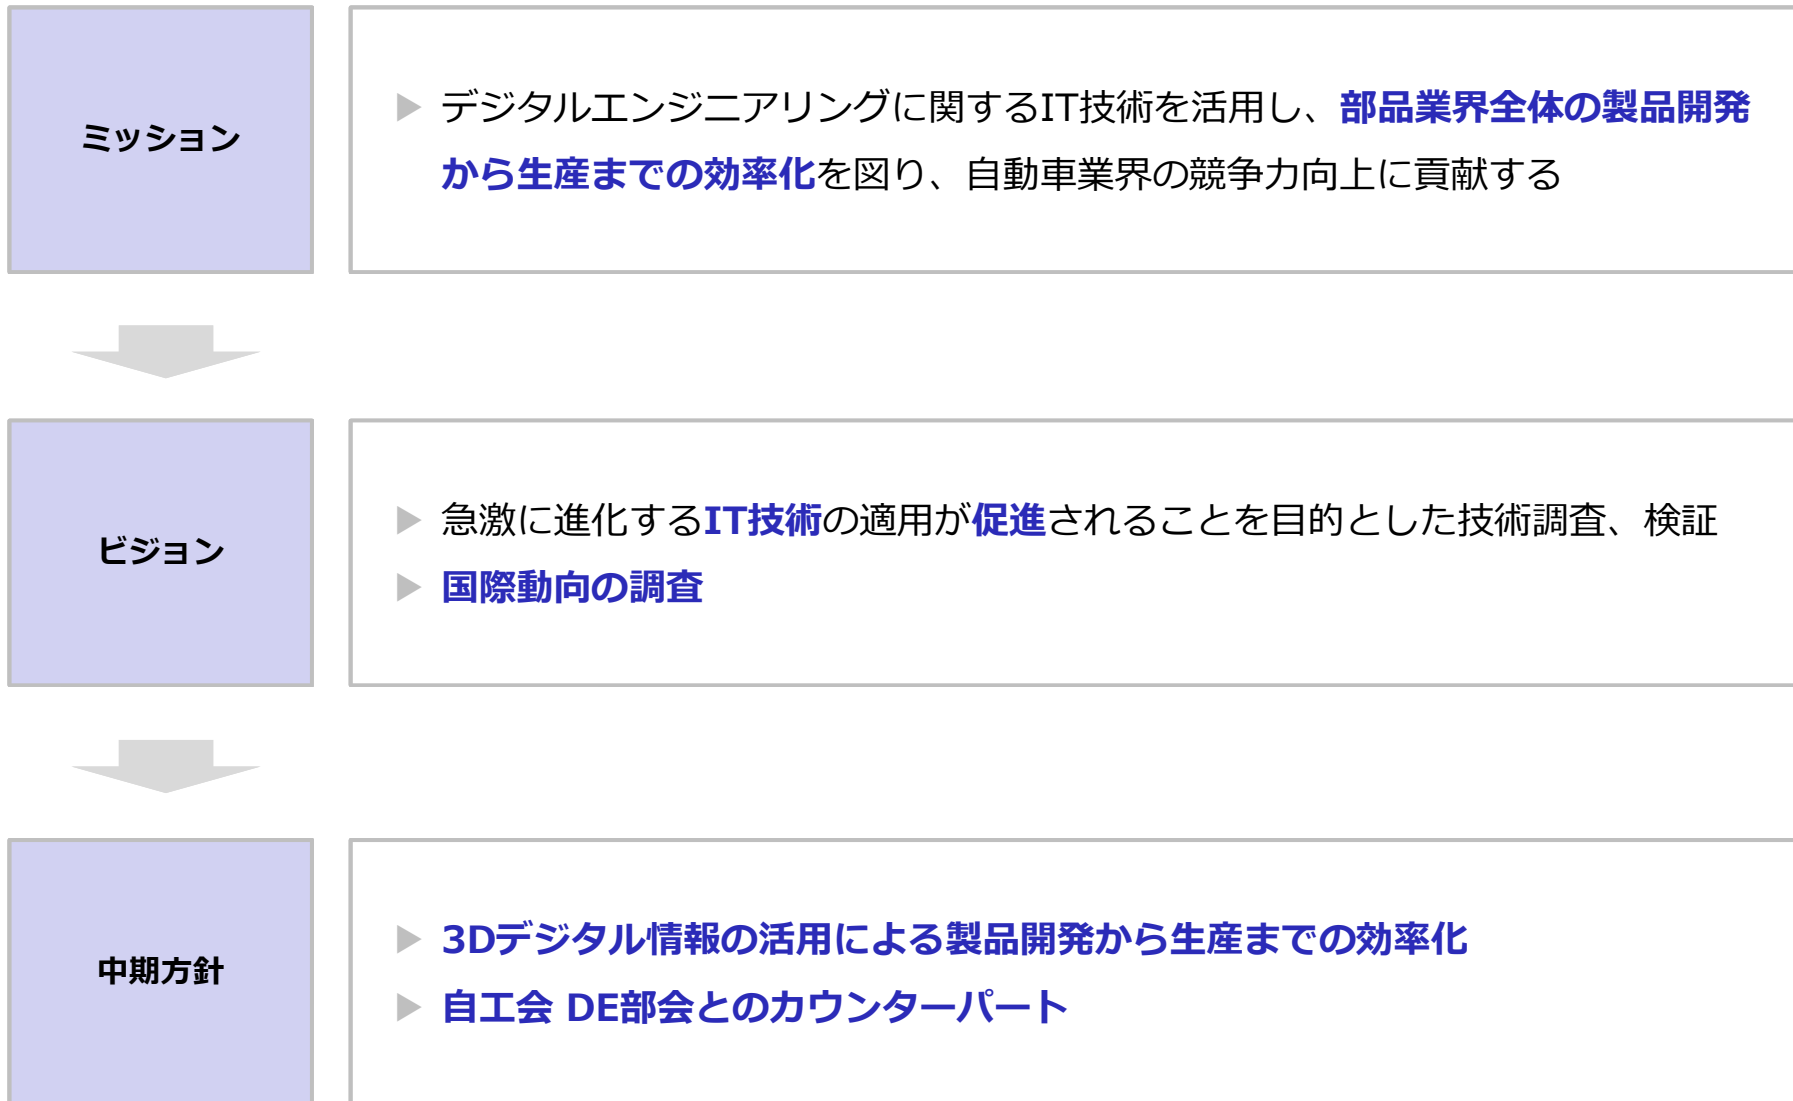 ミッション
▶ デジタルエンジニアリングに関するIT技術を活用し、部品業界全体の製品開発
から生産までの効率化を図り、自動車業界の競争力向上に貢献する
ビジョン
▶ 急激に進化するIT技術の適用が促進されることを目的とした技術調査、検証
▶ 国際動向の調査
中期方針
▶ 3Dデジタル情報の活用による製品開発から生産までの効率化
▶ 自工会 DE部会とのカウンターパート